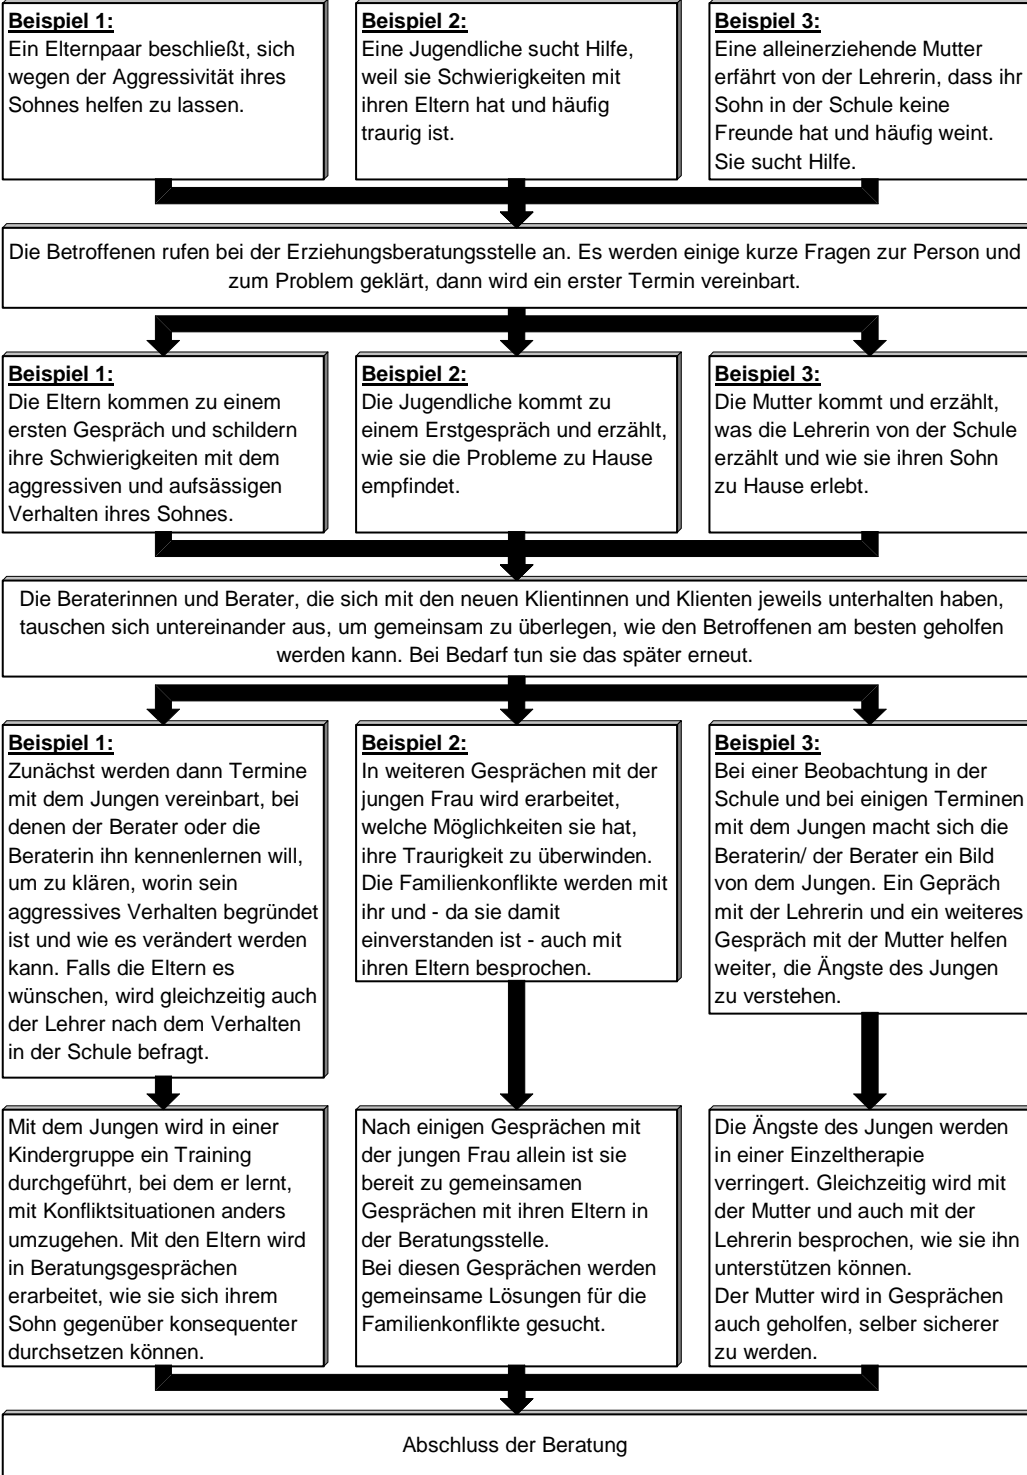 Beispiel 1:
Ein Elternpaar beschließt, sich
wegen der Aggressivität ihres
Sohnes helfen zu lassen.
Beispiel 2:
Eine Jugendliche sucht Hilfe,
weil sie Schwierigkeiten mit
ihren Eltern hat und häufig
traurig ist.
Beispiel 3:
Eine alleinerziehende Mutter
erfährt von der Lehrerin, dass ihr
Sohn in der Schule keine
Freunde hat und häufig weint.
Sie sucht Hilfe.
Die Betroffenen rufen bei der Erziehungsberatungsstelle an. Es werden einige kurze Fragen zur Person und
zum Problem geklärt, dann wird ein erster Termin vereinbart.
Beispiel 1:
Die Eltern kommen zu einem
ersten Gespräch und schildern
ihre Schwierigkeiten mit dem
aggressiven und aufsässigen
Verhalten ihres Sohnes.
Beispiel 2:
Die Jugendliche kommt zu
einem Erstgespräch und erzählt,
wie sie die Probleme zu Hause
empfindet.
Beispiel 3:
Die Mutter kommt und erzählt,
was die Lehrerin von der Schule
erzählt und wie sie ihren Sohn
zu Hause erlebt.
Die Beraterinnen und Berater, die sich mit den neuen Klientinnen und Klienten jeweils unterhalten haben,
tauschen sich untereinander aus, um gemeinsam zu überlegen, wie den Betroffenen am besten geholfen
werden kann. Bei Bedarf tun sie das später erneut.
Beispiel 1:
Zunächst werden dann Termine
mit dem Jungen vereinbart, bei
denen der Berater oder die
Beraterin ihn kennenlernen will,
um zu klären, worin sein
aggressives Verhalten begründet
ist und wie es verändert werden
kann. Falls die Eltern es
wünschen, wird gleichzeitig auch
der Lehrer nach dem Verhalten
in der Schule befragt.
Beispiel 2:
In weiteren Gesprächen mit der
jungen Frau wird erarbeitet,
welche Möglichkeiten sie hat,
ihre Traurigkeit zu überwinden.
Die Familienkonflikte werden mit
ihr und - da sie damit
einverstanden ist - auch mit
ihren Eltern besprochen.
Beispiel 3:
Bei einer Beobachtung in der
Schule und bei einigen Terminen
mit dem Jungen macht sich die
Beraterin/ der Berater ein Bild
von dem Jungen. Ein Gepräch
mit der Lehrerin und ein weiteres
Gespräch mit der Mutter helfen
weiter, die Ängste des Jungen
zu verstehen.
Mit dem Jungen wird in einer
Kindergruppe ein Training
durchgeführt, bei dem er lernt,
mit Konfliktsituationen anders
umzugehen. Mit den Eltern wird
in Beratungsgesprächen
erarbeitet, wie sie sich ihrem
Sohn gegenüber konsequenter
durchsetzen können.
Nach einigen Gesprächen mit
der jungen Frau allein ist sie
bereit zu gemeinsamen
Gesprächen mit ihren Eltern in
der Beratungsstelle.
Bei diesen Gesprächen werden
gemeinsame Lösungen für die
Familienkonflikte gesucht.
Die Ängste des Jungen werden
in einer Einzeltherapie
verringert. Gleichzeitig wird mit
der Mutter und auch mit der
Lehrerin besprochen, wie sie ihn
unterstützen können.
Der Mutter wird in Gesprächen
auch geholfen, selber sicherer
zu werden.
Abschluss der Beratung